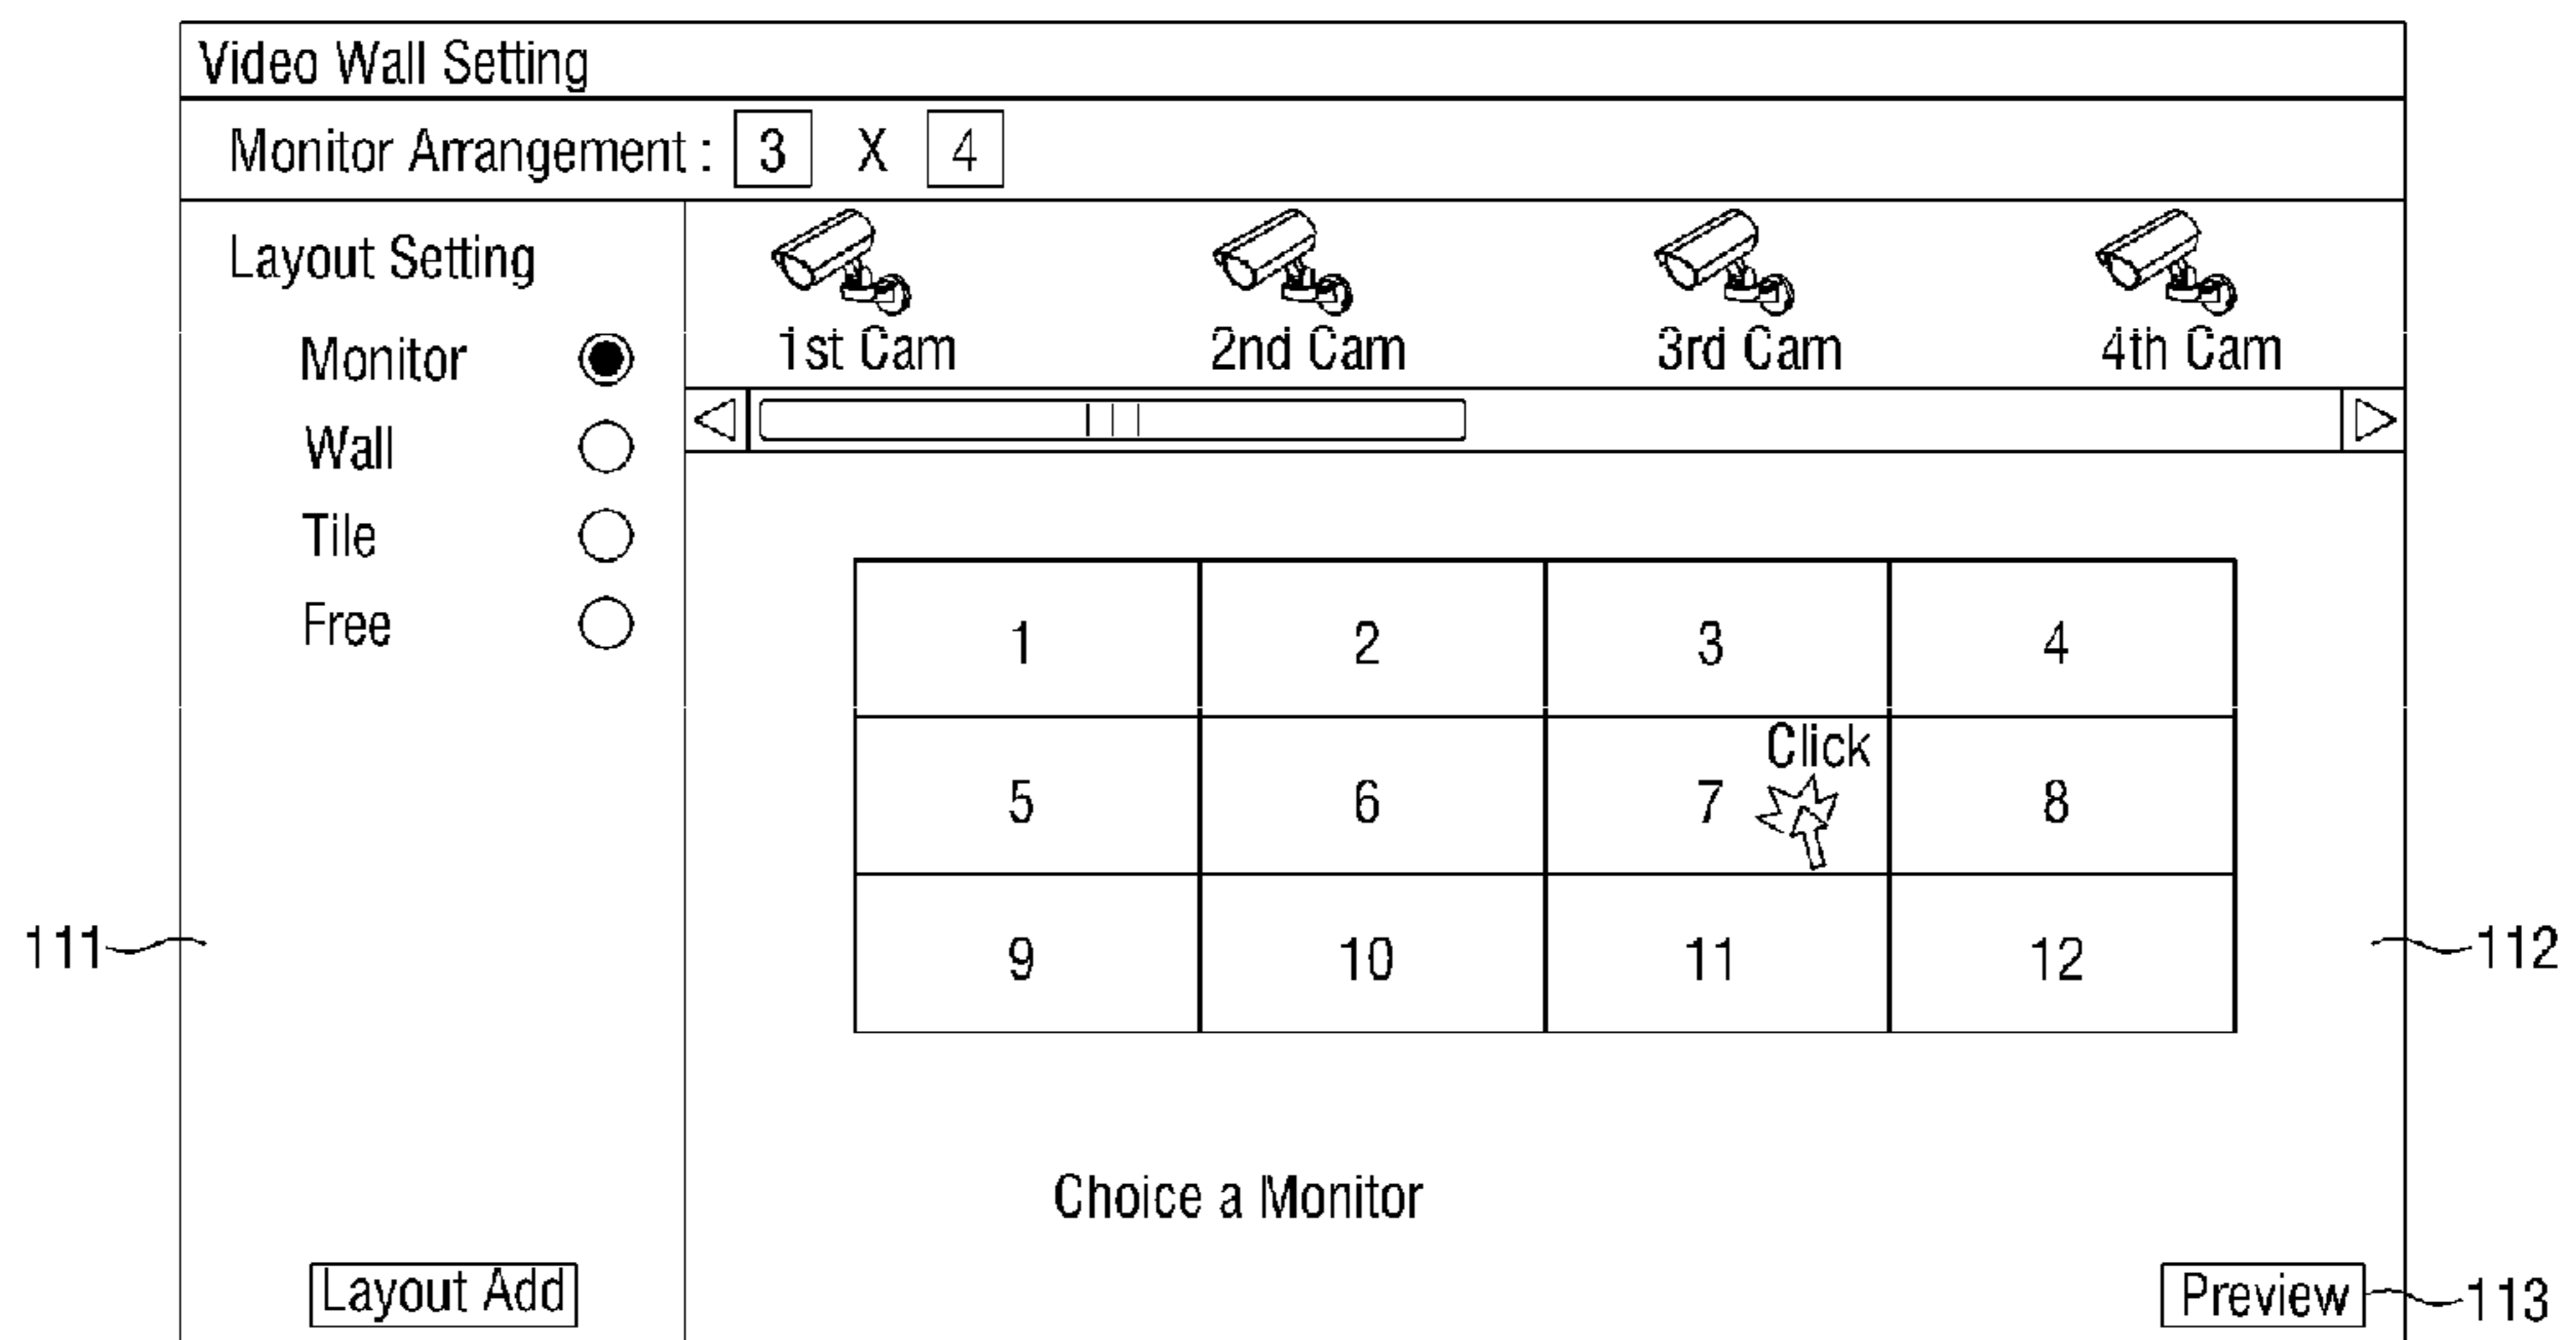 Video Wall Setting
Monitor Arrangement : 3 X 4
Layout Setting
Monitor
Wall
Tile
Free
1st Cam 2nd Cam 3rd Cam 4th Cam
1 2 3 4
Click
5 6 7 8
9 10 11 12
111
112
Choice a Monitor
Layout Add
Preview
113